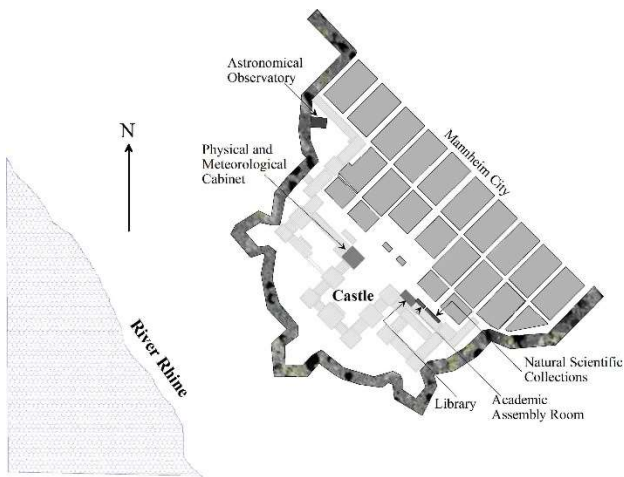 Astronomical
Observatory
N
Physical and
Meteorological
Cabinet
Mannheim City
Castle
River Rhine
Natural Scientific
Collections
Library
Academic
Assembly Room